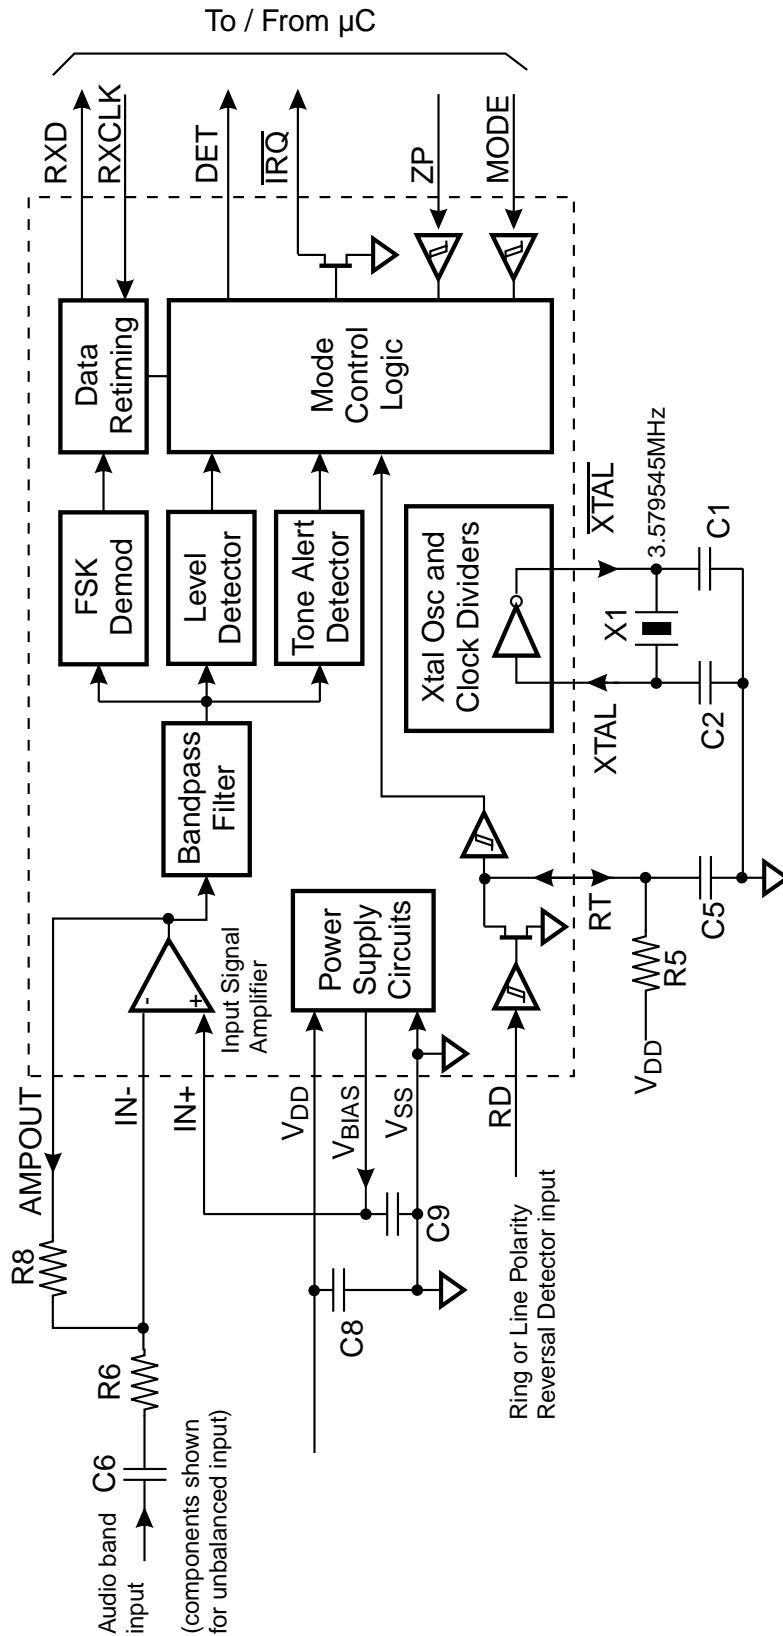 To / From µC
RXD
RXCLK
DET
IRQ
ZP
MODE
Data
Retiming
Mode
Control
Logic
FSK
Demod
Level
Detector
Tone Alert
Detector
Xtal Osc and
Clock Dividers
XTAL
3.579545MHz
X1
C1
C2
XTAL
Bandpass
Filter
Input Signal
Amplifier
-
+
Power
Supply
Circuits
RT
C5
R5
VDD
AMPOUT
IN-
IN+
VDD
VBIAS
VSS
RD
R8
R6
C6
C9
C8
Audio band
input
(components shown
for unbalanced input)
Ring or Line Polarity
Reversal Detector input